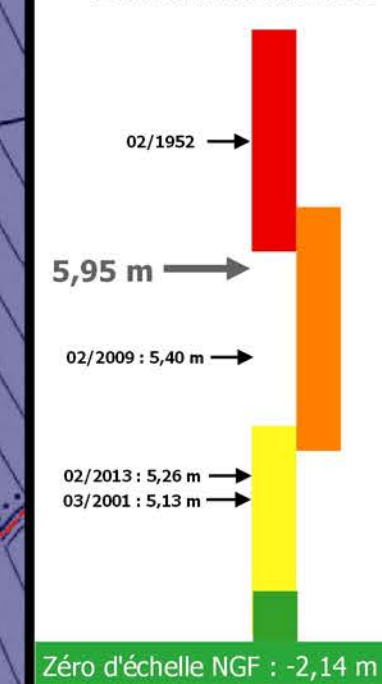 02/1952
5,95 m
02/2009 : 5,40 m
02/2013 : 5,26 m
03/2001 : 5,13 m
Zéro d'échelle NGF : -2,14 m